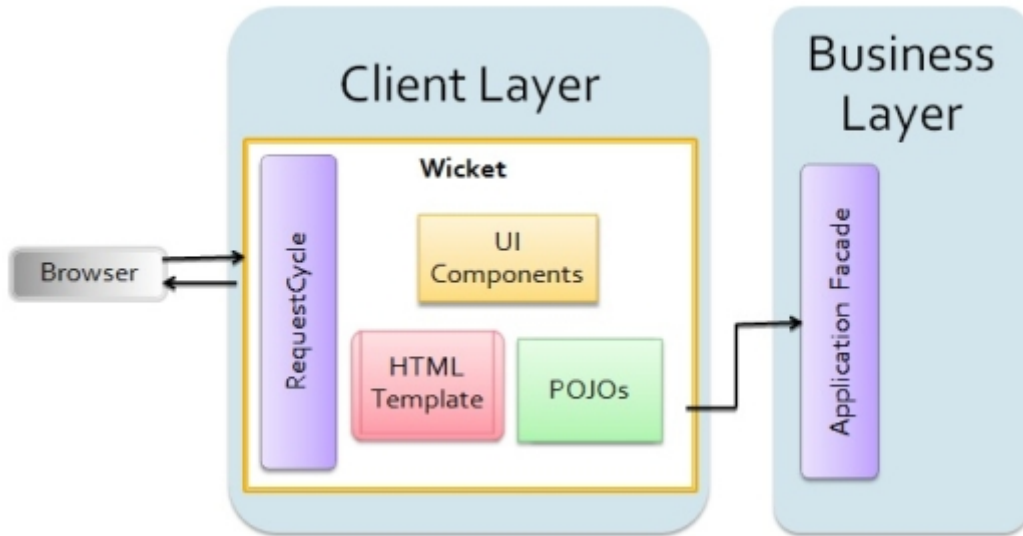 Client Layer
Business
Layer
Wicket
RequestCycle
UI
Components
Browser
HTML
Template
POJOs
Application Facade